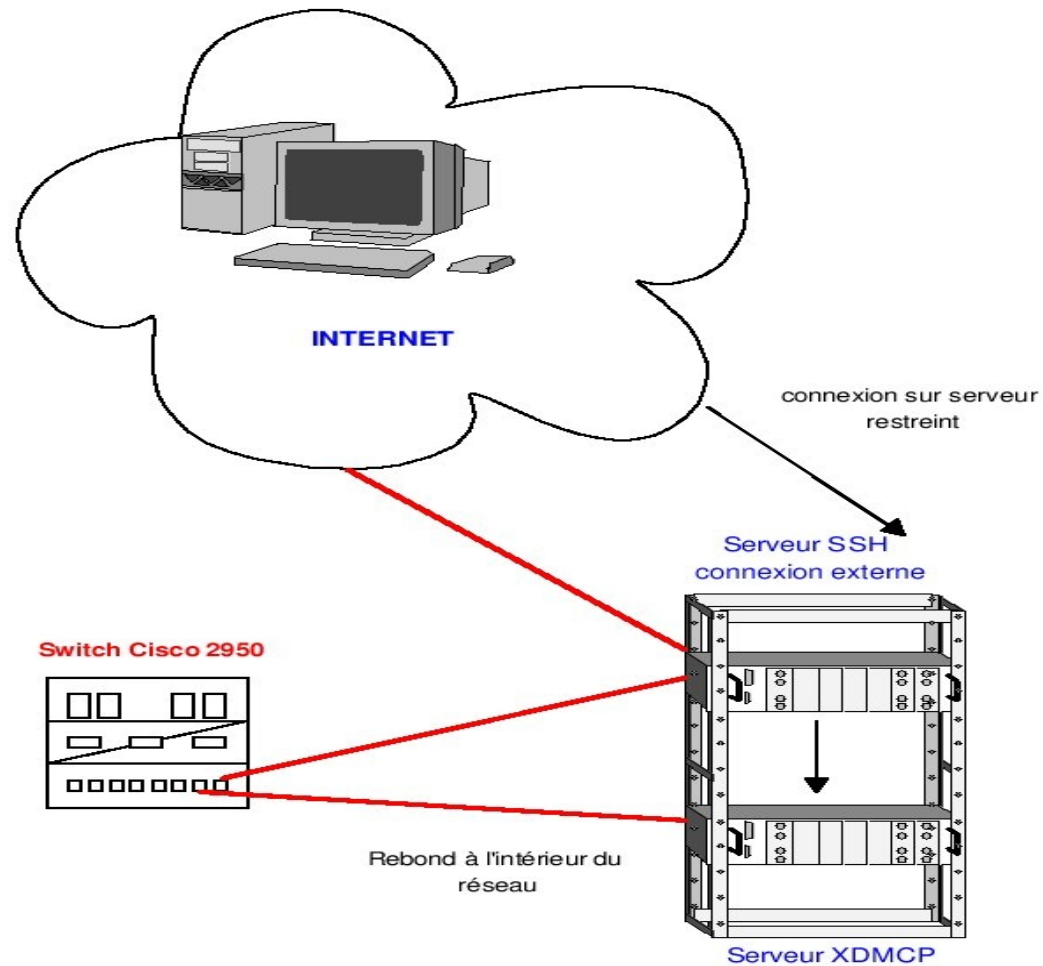 INTERNET
connexion sur serveur
restreint
Serveur SSH
connexion externe
Switch Cisco 2950
Rebond à l'intérieur du
réseau
Serveur XDMCP